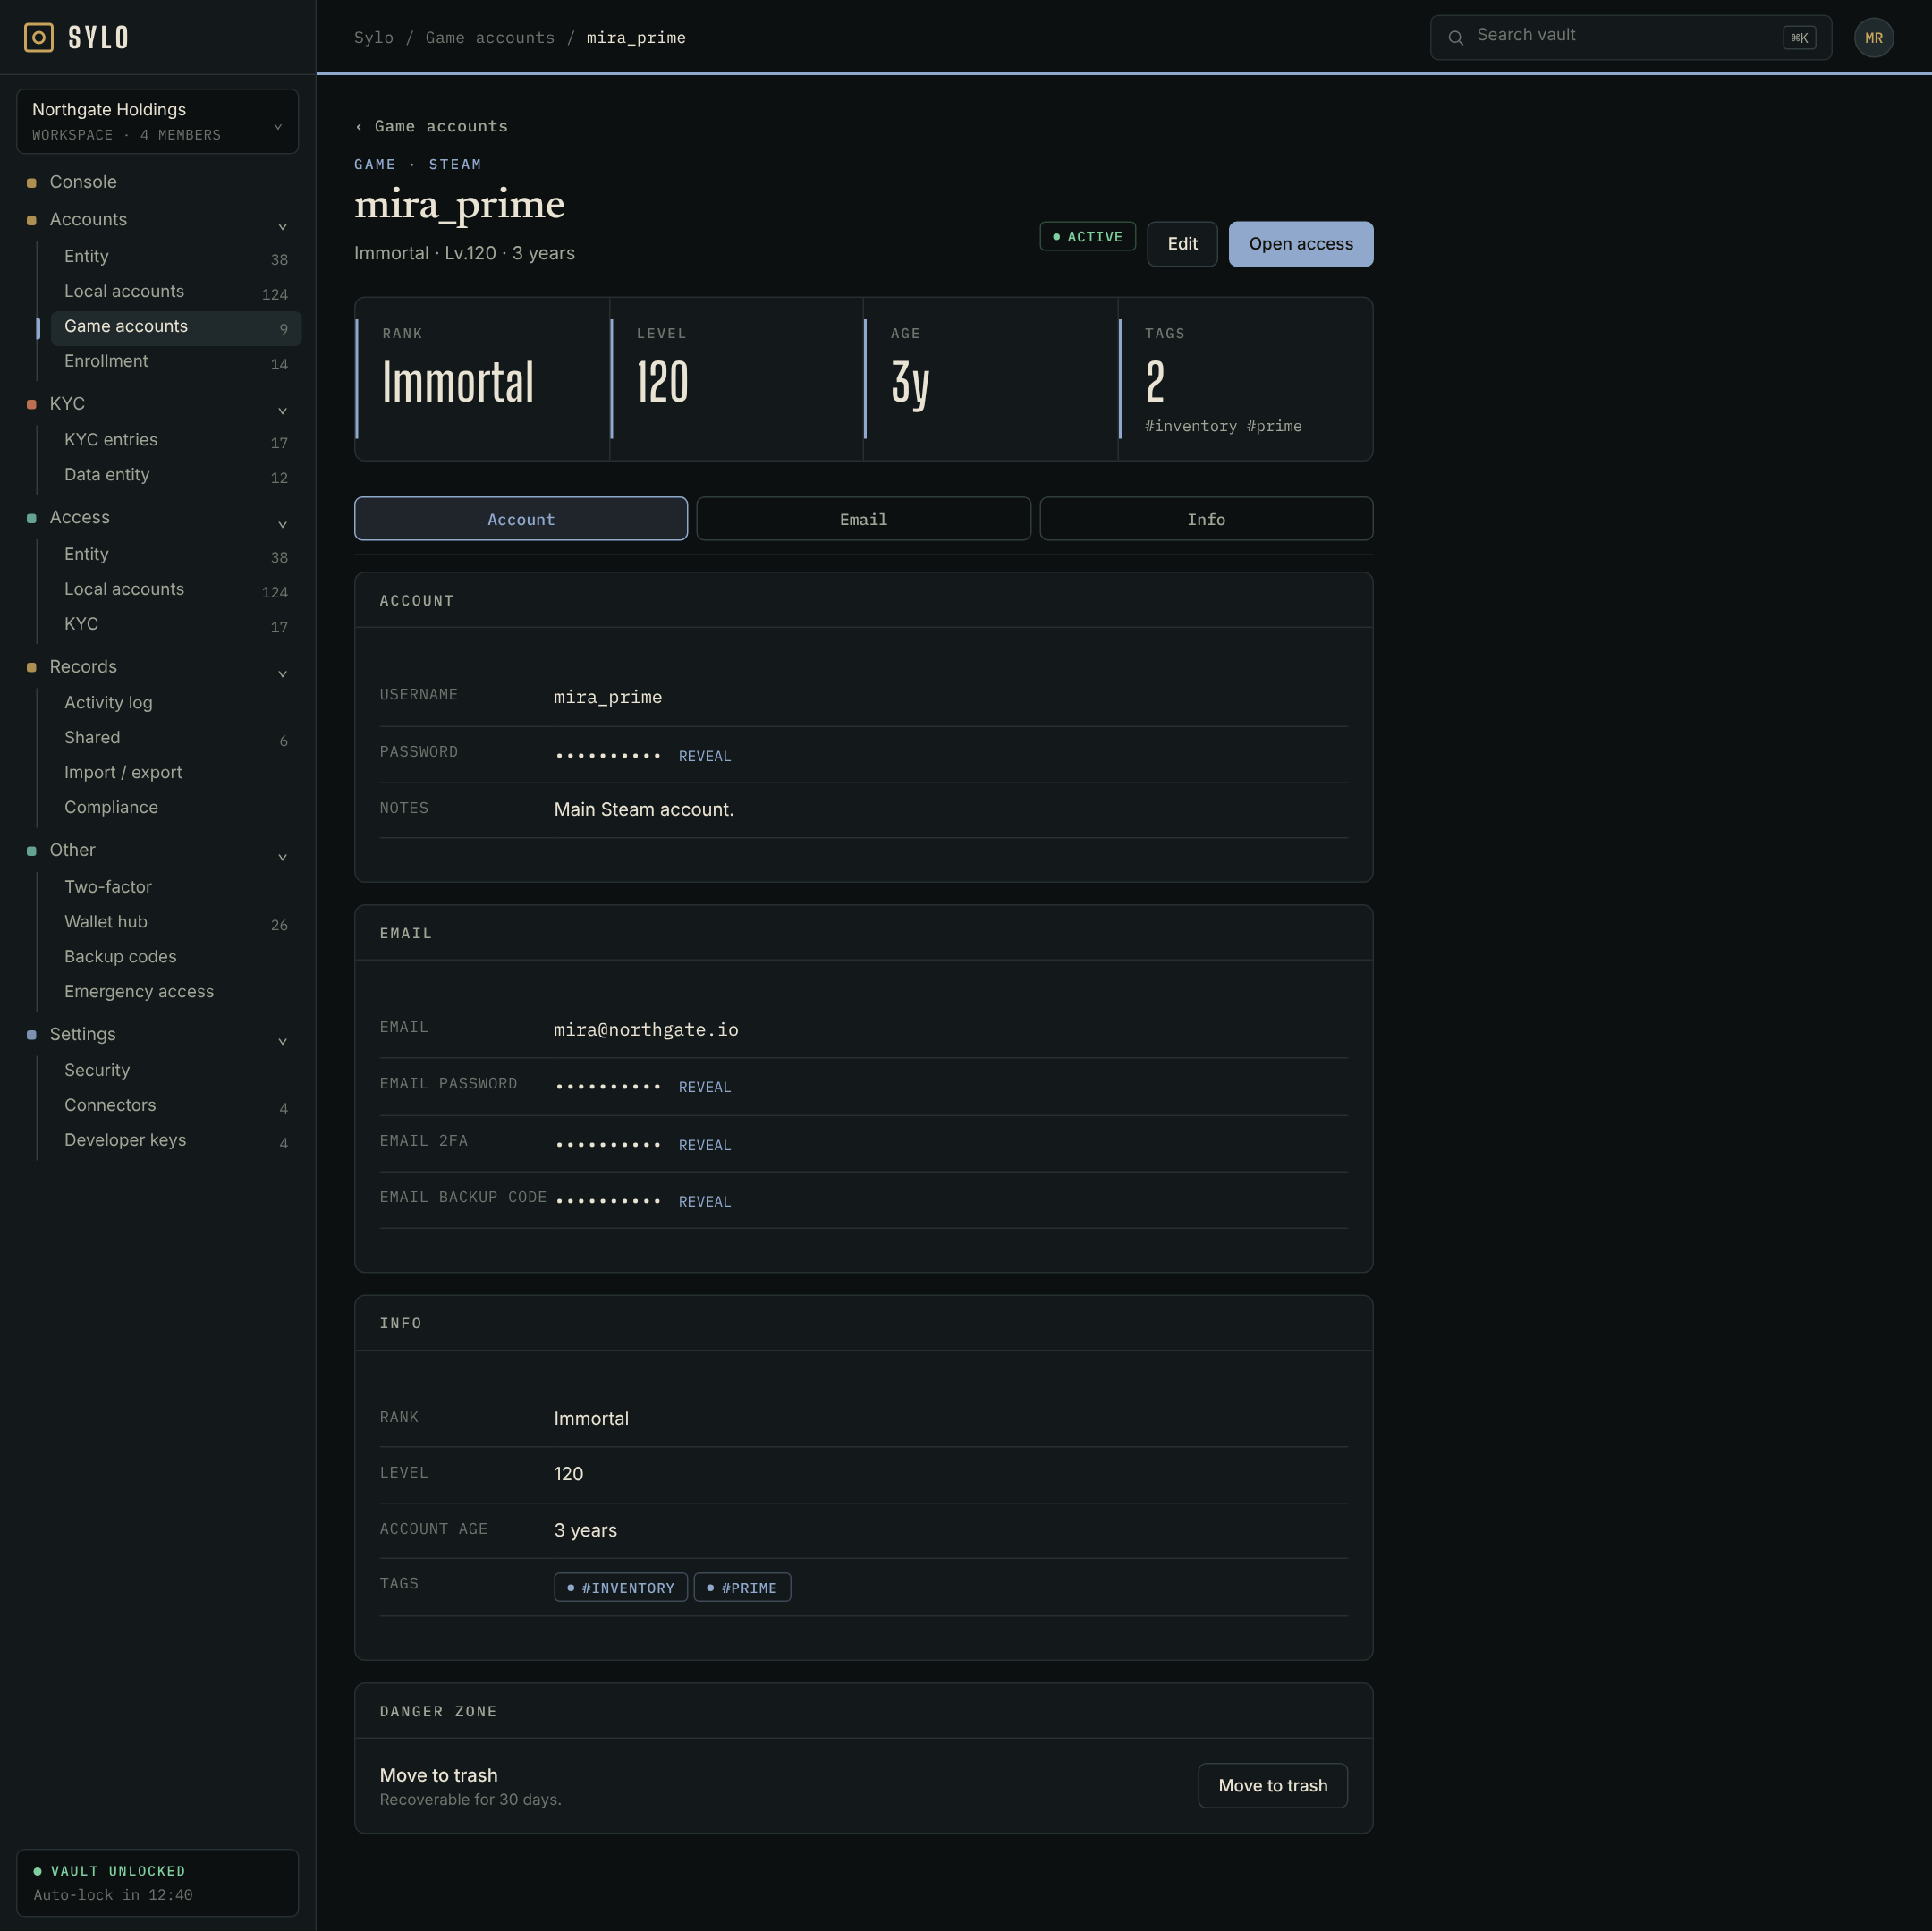 SYLO
Sylo / Game accounts / mira_prime
Search vault
⌘K
MR
Northgate Holdings
WORKSPACE · 4 MEMBERS
Console
Accounts
Entity 38
Local accounts 124
Game accounts 9
Enrollment 14
KYC
KYC entries 17
Data entity 12
Access
Entity 38
Local accounts 124
KYC 17
Records
Activity log
Shared 6
Import / export
Compliance
Other
Two-factor
Wallet hub 26
Backup codes
Emergency access
Settings
Security
Connectors 4
Developer keys 4
VAULT UNLOCKED
Auto-lock in 12:40
‹ Game accounts
GAME · STEAM
mira_prime
Immortal · Lv.120 · 3 years
ACTIVE
Edit
Open access
RANK
Immortal
LEVEL
120
AGE
3y
TAGS
2
#inventory #prime
Account
Email
Info
ACCOUNT
USERNAME mira_prime
PASSWORD •••••••••• REVEAL
NOTES Main Steam account.
EMAIL
EMAIL mira@northgate.io
EMAIL PASSWORD •••••••••• REVEAL
EMAIL 2FA •••••••••• REVEAL
EMAIL BACKUP CODE •••••••••• REVEAL
INFO
RANK Immortal
LEVEL 120
ACCOUNT AGE 3 years
TAGS #INVENTORY #PRIME
DANGER ZONE
Move to trash
Recoverable for 30 days.
Move to trash